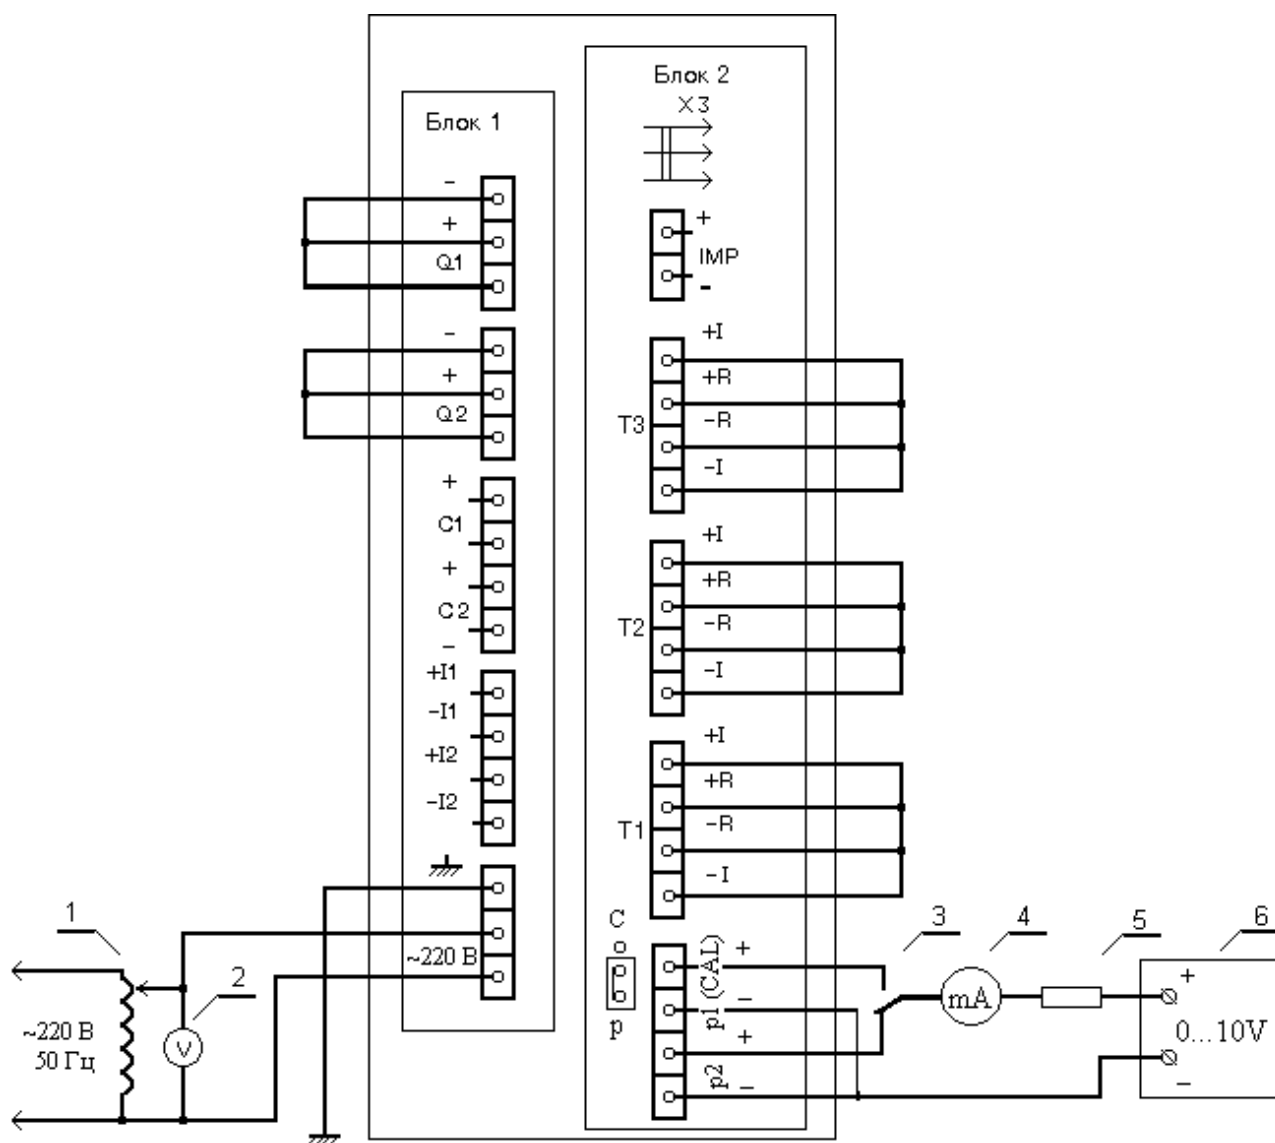 Блок 1
-
+
Q1
-
+
Q2
+
C1
+
C2
-
+I1
-I1
+I2
-I2
~220 В
Блок 2
X3
+
IMP
-
+I
+R
T3
-R
-I
+I
+R
T2
-R
-I
+I
+R
T1
-R
-I
C
p
p1 (CAL)
+
-
p2
+
-
1
2
~220 В
50 Гц
V
3
4
5
6
mA
+
0...10V
-